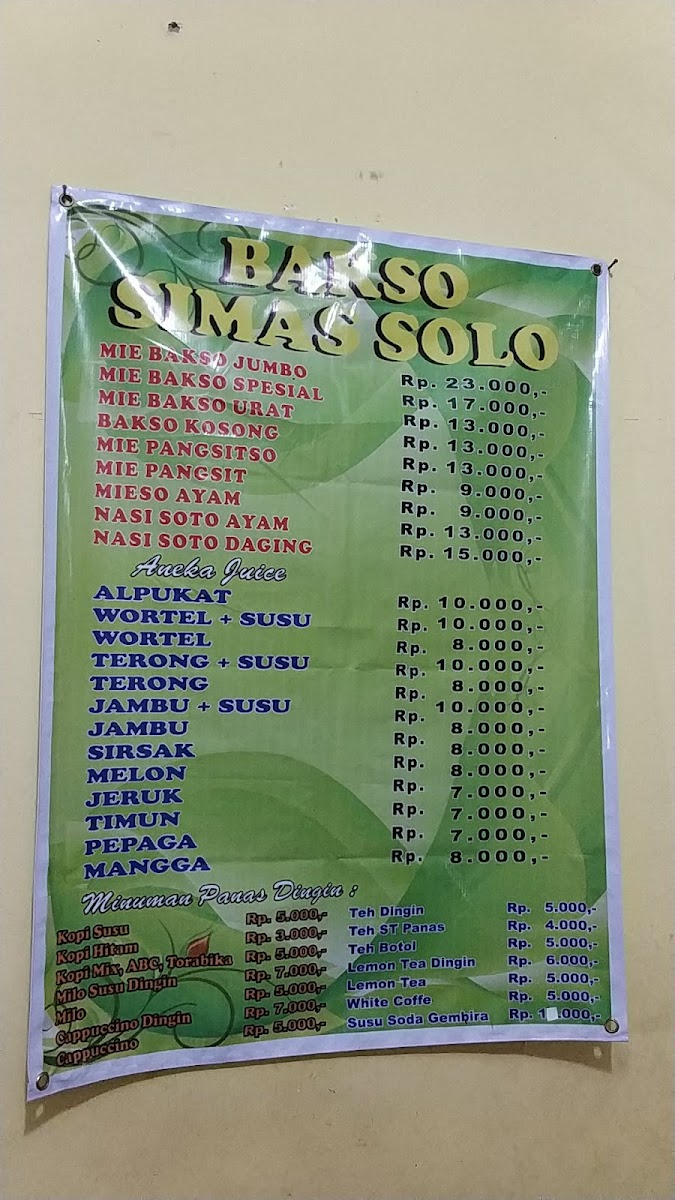 BAKSO
SIMAS SOLO
MIE BAKSO JUMBO Rp. 23.000,-
MIE BAKSO SPESIAL Rp. 17.000,-
MIE BAKSO URAT Rp. 13.000,-
BAKSO KOSONG Rp. 13.000,-
MIE PANGSITSO Rp. 13.000,-
MIE PANGSIT Rp. 9.000,-
MIESO AYAM Rp. 9.000,-
NASI SOTO AYAM Rp. 13.000,-
NASI SOTO DAGING Rp. 15.000,-
Aneka Juice
ALPUKAT Rp. 10.000,-
WORTEL + SUSU Rp. 10.000,-
WORTEL Rp. 8.000,-
TERONG + SUSU Rp. 10.000,-
TERONG Rp. 8.000,-
JAMBU + SUSU Rp. 10.000,-
JAMBU Rp. 8.000,-
SIRSAK Rp. 8.000,-
MELON Rp. 8.000,-
JERUK Rp. 7.000,-
TIMUN Rp. 7.000,-
PEPAGA Rp. 7.000,-
MANGGA Rp. 8.000,-
Minuman Panas Dingin :
Kopi Susu Rp. 5.000,-
Kopi Hitam Rp. 3.000,-
Kopi Mix, ABC, Torabika Rp. 5.000,-
Milo Susu Dingin Rp. 7.000,-
Milo Rp. 5.000,-
Cappuccino Dingin Rp. 7.000,-
Cappuccino Rp. 5.000,-
Teh Dingin Rp. 5.000,-
Teh ST Panas Rp. 4.000,-
Teh Botol Rp. 5.000,-
Lemon Tea Dingin Rp. 6.000,-
Lemon Tea Rp. 5.000,-
White Coffe Rp. 5.000,-
Susu Soda Gembira Rp.